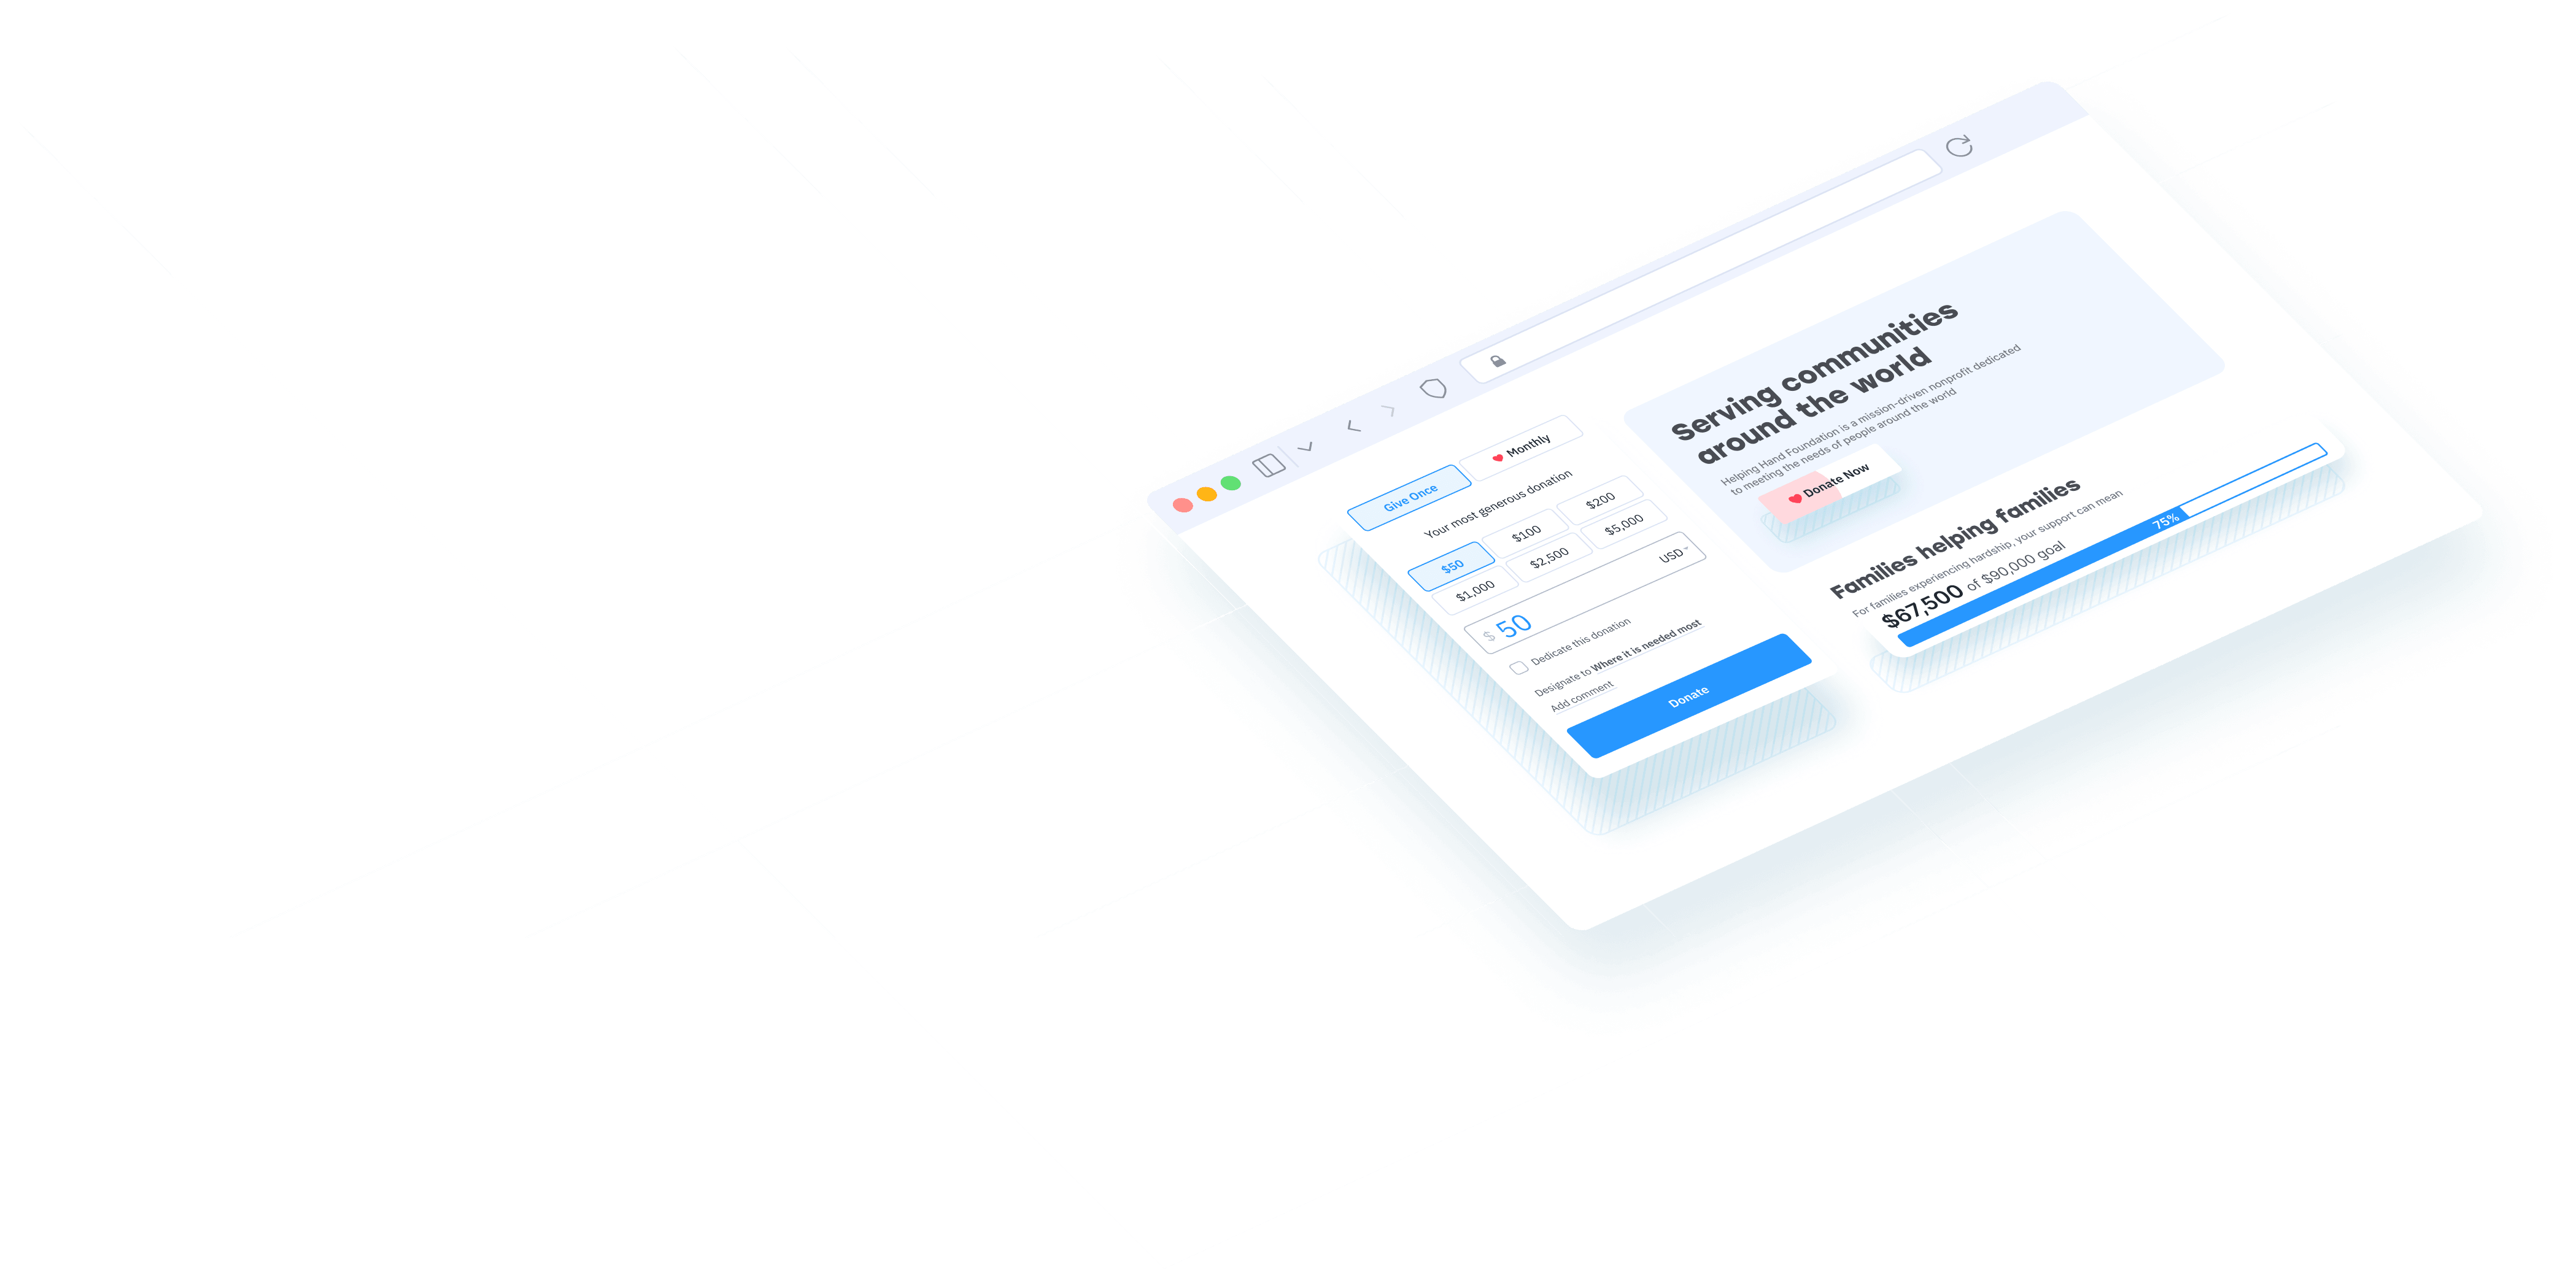 Give Once
Monthly
Your most generous donation
$50
$100
$200
$1,000
$2,500
$5,000
$ 50
USD
Dedicate this donation
Designate to Where it is needed most
Add comment
Donate
Serving communities
around the world
Helping Hand Foundation is a mission-driven nonprofit dedicated
to meeting the needs of people around the world
Donate Now
Families helping families
For families experiencing hardship, your support can mean
$67,500 of $90,000 goal
75%